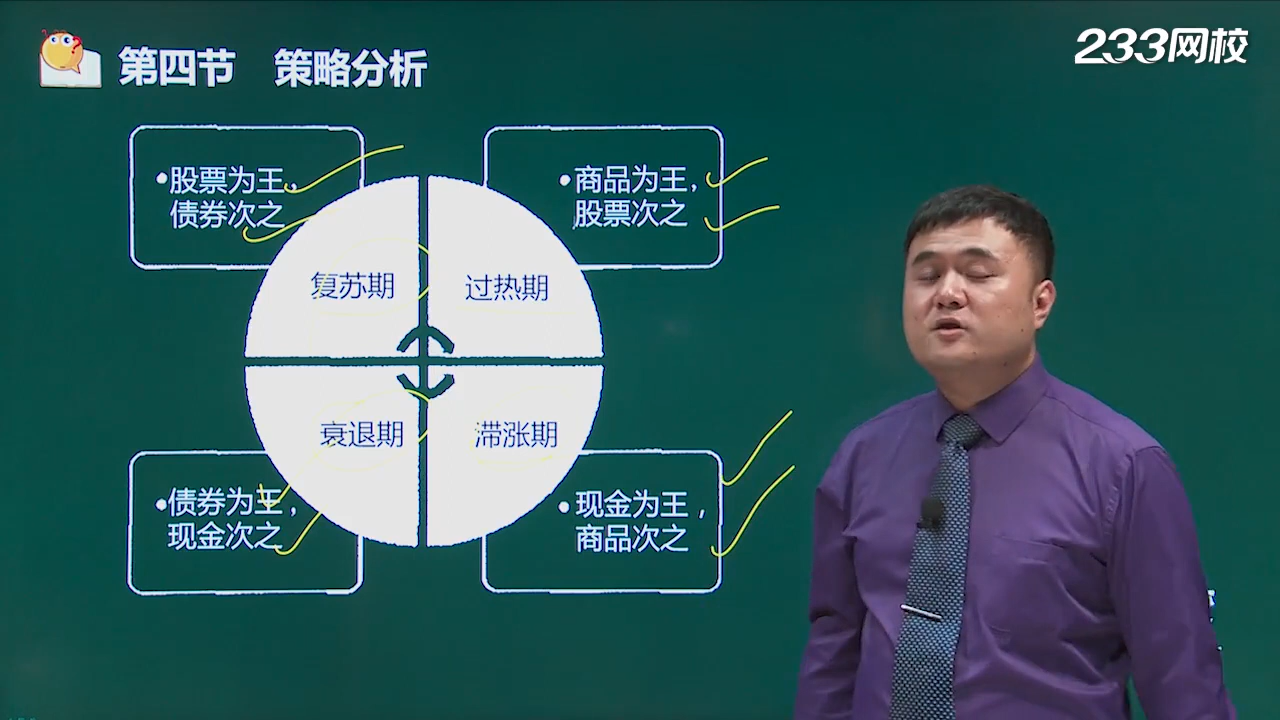 第四节 策略分析
233网校
•股票为王，
债券次之
•商品为王，
股票次之
复苏期
过热期
衰退期
滞涨期
•债券为王，
现金次之
•现金为王，
商品次之